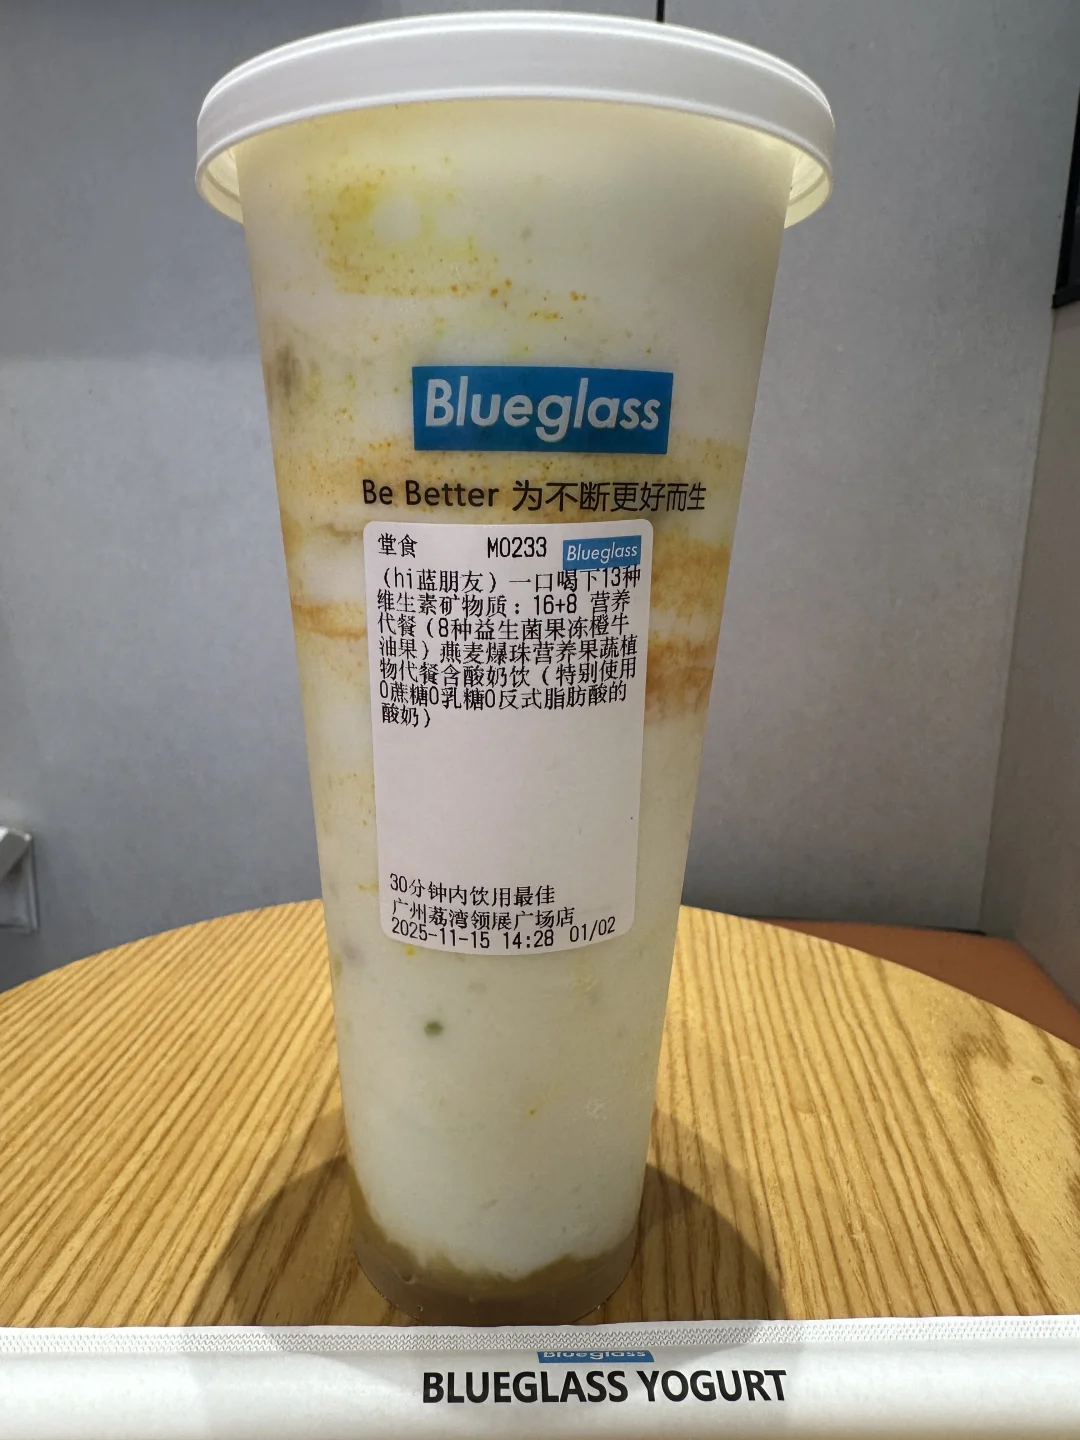 Blueglass
Be Better 为不断更好而生
堂食 M0233 Blueglass
(hi蓝朋友) 一口喝下13种
维生素矿物质: 16+8 营养
代餐 (8种益生菌果冻橙牛
油果) 燕麦爆珠营养果蔬植
物代餐含酸奶饮 (特别使用
0蔗糖0乳糖0反式脂肪酸的
酸奶)
30分钟内饮用最佳
广州荔湾领展广场店
2025-11-15 14:28 01/02
Blueglass
BLUEGLASS YOGURT